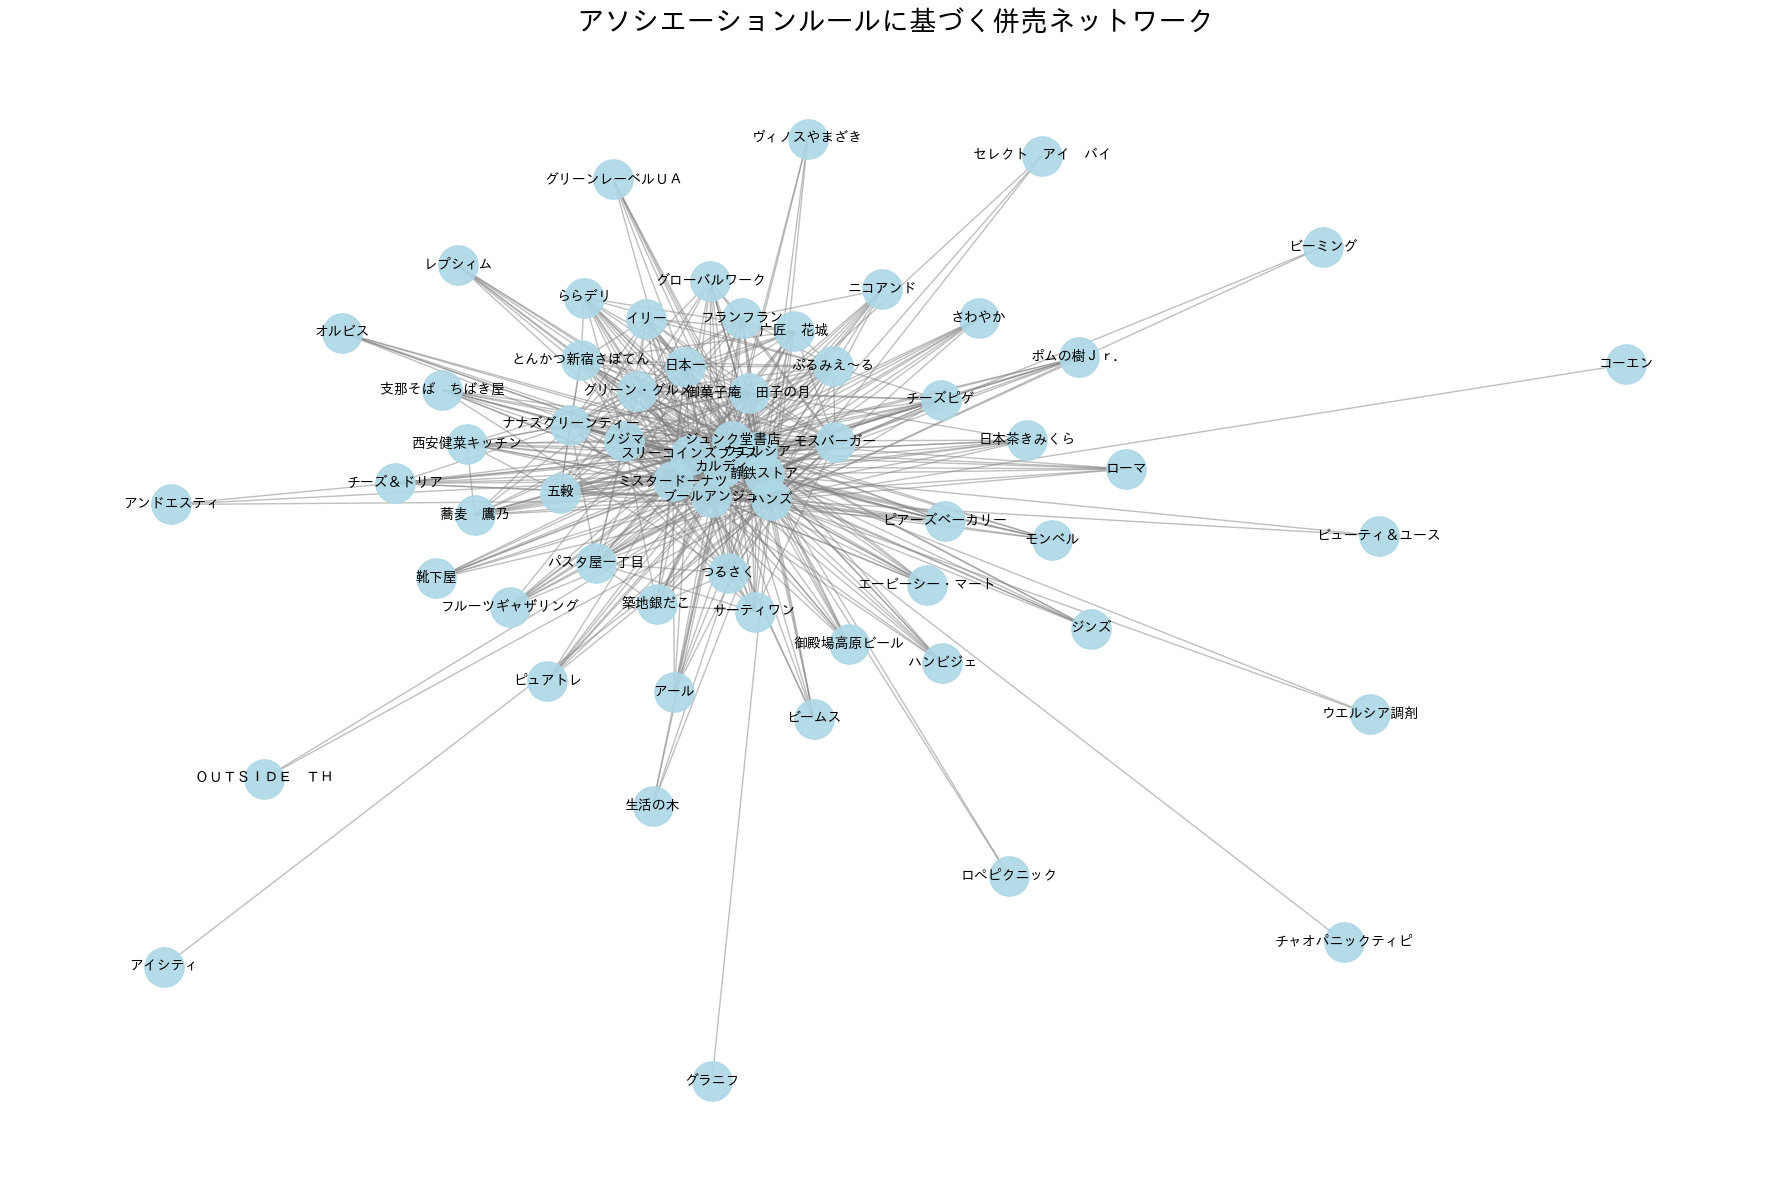 アソシエーションルールに基づく併売ネットワーク
ヴィノスやまざき
セレクト　アイ　バイ
グリーンレーベルＵＡ
ビーミング
レプシィム
グローバルワーク
ニコアンド
ららデリ
イリー
フランフラン
さわやか
オルビス
广匠　花城
とんかつ新宿さぼてん
日本一
ぷるみえ～る
ポムの樹Ｊｒ．
コーエン
支那そば　ちばき屋
グリーン・グルメ
御菓子庵　田子の月
チーズピゲ
ナナズグリーンティー
西安健菜キッチン
ノジマ
ジュンク堂書店
モスバーガー
日本茶きみくら
スリーコインズプラス
ウエルシア
カルディ
静鉄ストア
ローマ
チーズ＆ドリア
ミスタードーナツ
五穀
プールアンジュ
ハンズ
アンドエスティ
蕎麦　鷹乃
ピアーズベーカリー
モンベル
ビューティ＆ユース
パスタ屋一丁目
つるさく
靴下屋
エービーシー・マート
フルーツギャザリング
築地銀だこ
サーティワン
ジンズ
御殿場高原ビール
ハンビジェ
ピュアトレ
アール
ビームス
ウエルシア調剤
ＯＵＴＳＩＤＥ　ＴＨ
生活の木
ロペピクニック
チャオパニックティピ
アイシティ
グラニフ